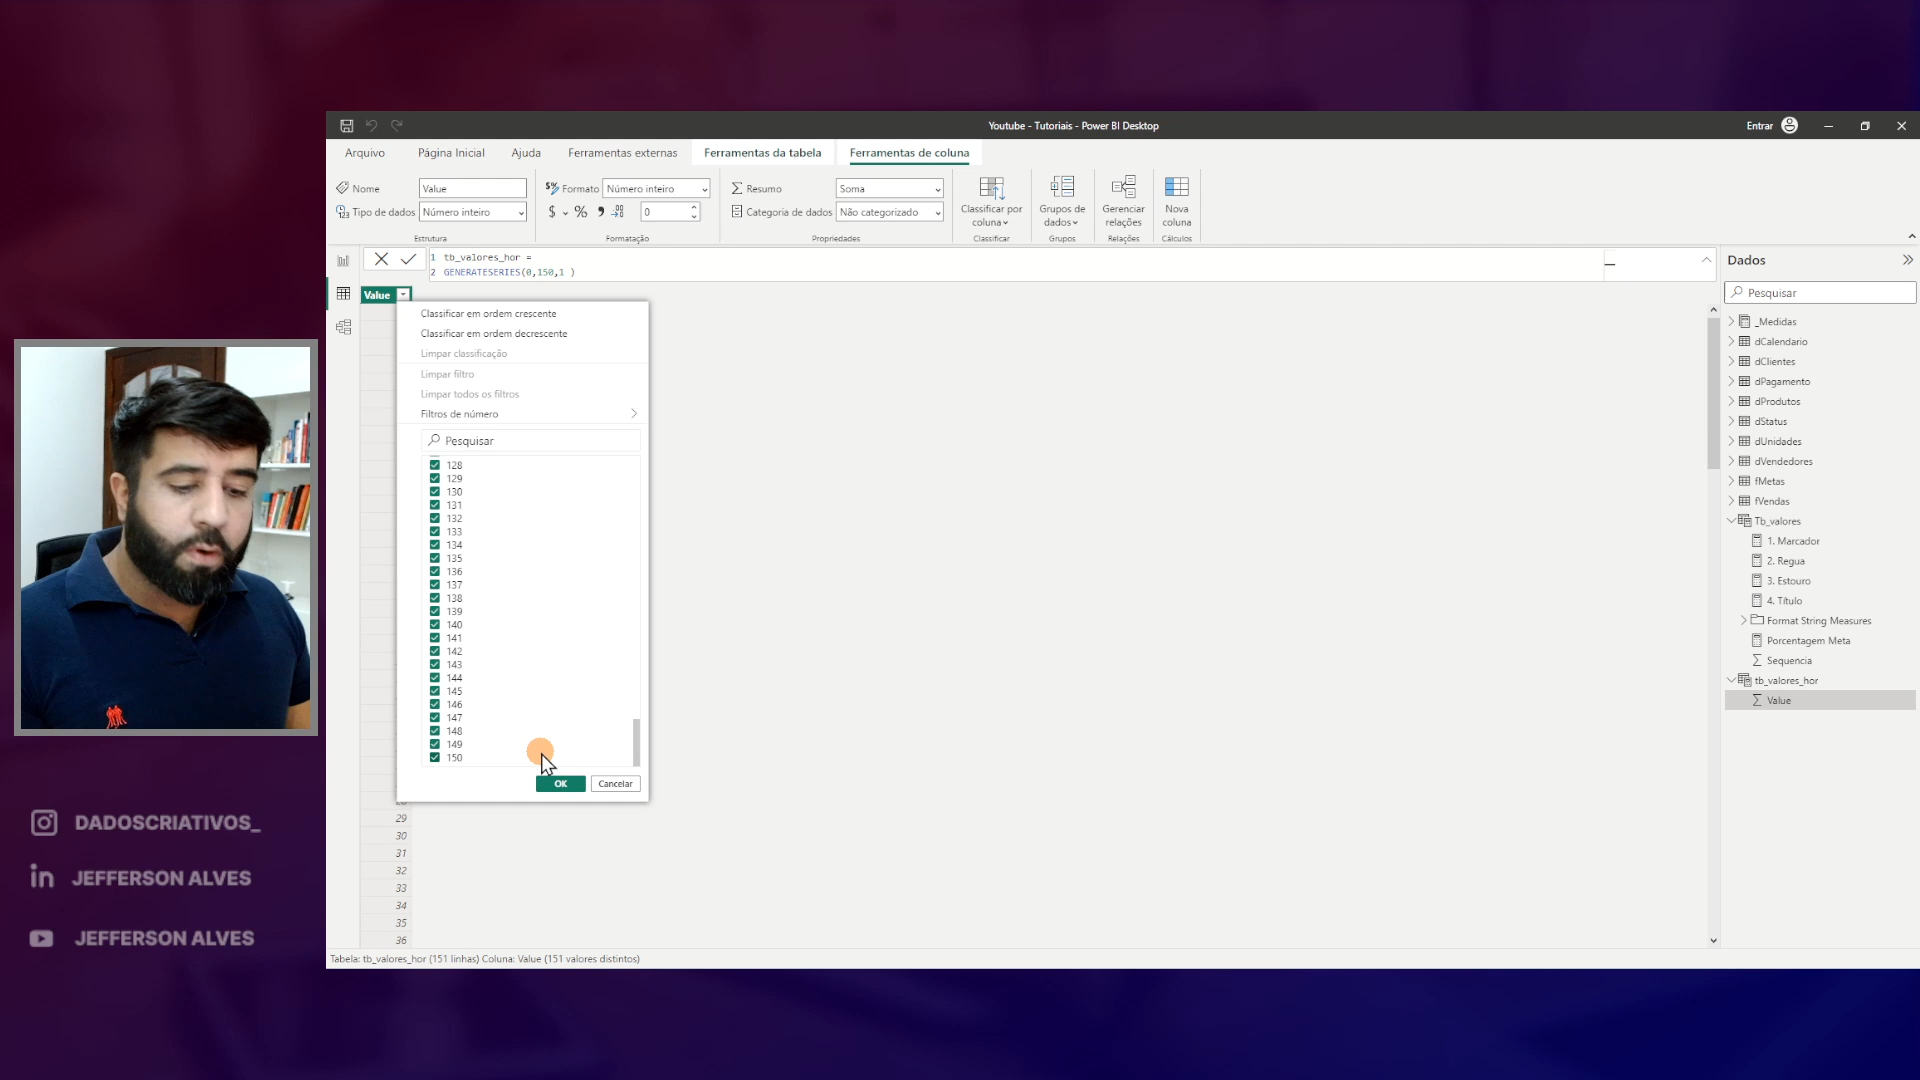 Youtube - Tutoriais - Power BI Desktop
Entrar
Arquivo
Página Inicial
Ajuda
Ferramentas externas
Ferramentas da tabela
Ferramentas de coluna
Nome
Value
Tipo de dados
Número inteiro
Estrutura
Formato
Número inteiro
$
%
0
Formatação
Resumo
Soma
Categoria de dados
Não categorizado
Propriedades
Classificar por
coluna
Classificar
Grupos de
dados
Grupos
Gerenciar
relações
Relações
Nova
coluna
Cálculos
1 tb_valores_hor =
2 GENERATESERIES(0,150,1 )
Value
Classificar em ordem crescente
Classificar em ordem decrescente
Limpar classificação
Limpar filtro
Limpar todos os filtros
Filtros de número
Pesquisar
128
129
130
131
132
133
134
135
136
137
138
139
140
141
142
143
144
145
146
147
148
149
150
OK
Cancelar
29
30
31
32
33
34
35
36
Tabela: tb_valores_hor (151 linhas) Coluna: Value (151 valores distintos)
Dados
Pesquisar
_Medidas
dCalendario
dClientes
dPagamento
dProdutos
dStatus
dUnidades
dVendedores
fMetas
fVendas
Tb_valores
1. Marcador
2. Regua
3. Estouro
4. Título
Format String Measures
Porcentagem Meta
Sequencia
tb_valores_hor
Value
DADOSCRIATIVOS_
JEFFERSON ALVES
JEFFERSON ALVES